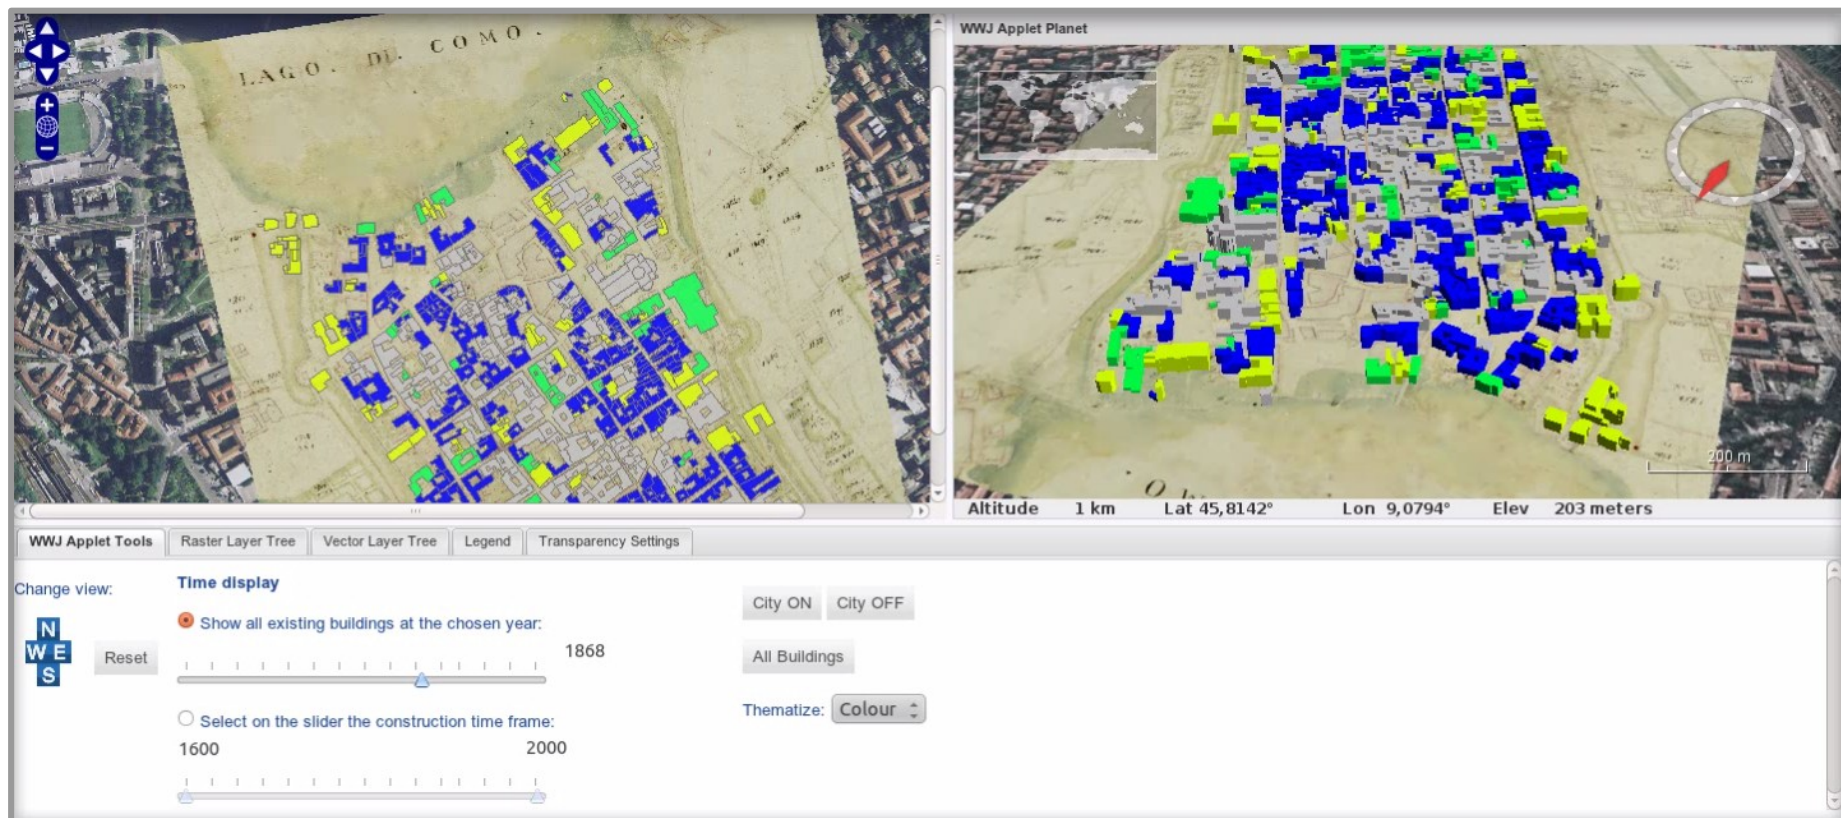 LAGO. DI. COMO.
WWJ Applet Planet
200 m
Altitude 1 km Lat 45,8142° Lon 9,0794° Elev 203 meters
WWJ Applet Tools Raster Layer Tree Vector Layer Tree Legend Transparency Settings
Change view:
N
W E
S
Reset
Time display
Show all existing buildings at the chosen year:
1868
Select on the slider the construction time frame:
1600 2000
City ON City OFF
All Buildings
Thematize: Colour